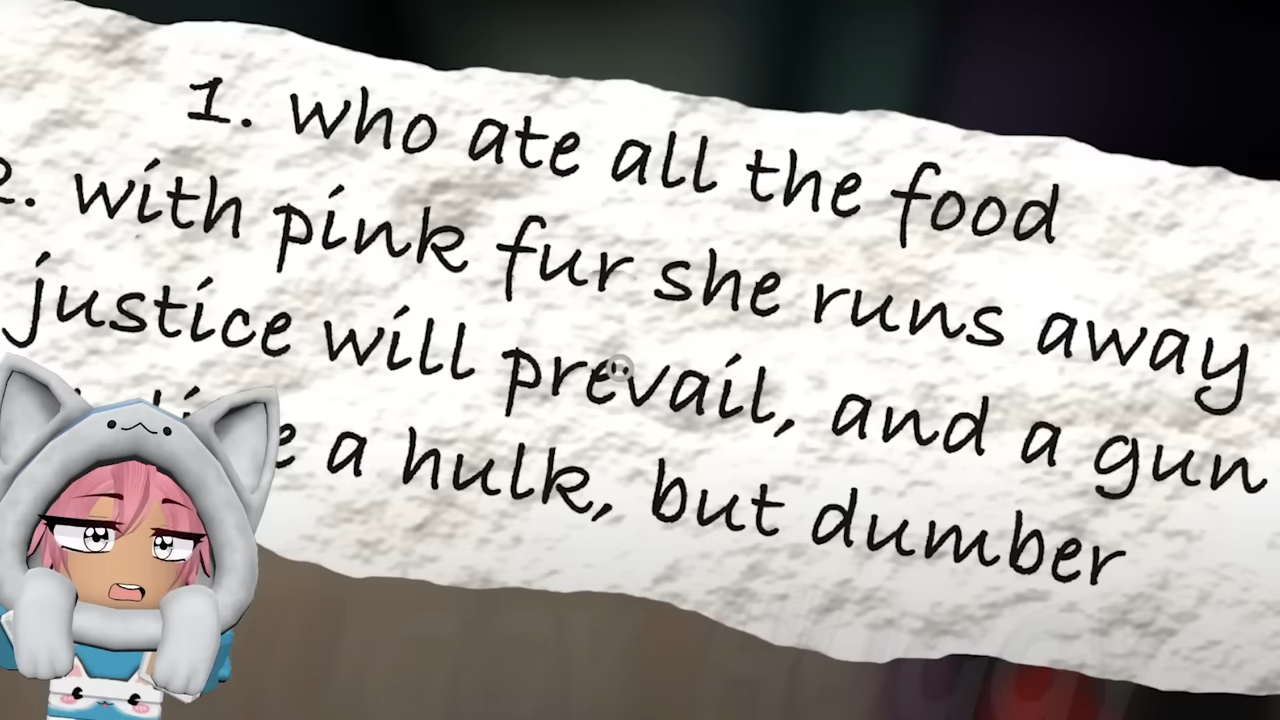 1. who ate all the food
2. with pink fur she runs away
justice will prevail, and a gun
a hulk, but dumber